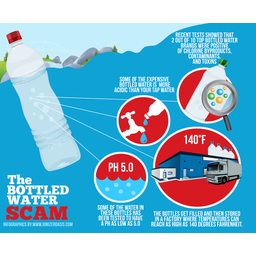 RECENT TESTS SHOWED THAT
2 OUT OF 10 TOP BOTTLED WATER
BRANDS WERE POSITIVE
OF CHLORINE BYPRODUCTS,
CONTAMINANTS,
AND TOXINS
SOME OF THE EXPENSIVE
BOTTLED WATER IS MORE
ACIDIC THAN YOUR TAP WATER
140°F
PH 5.0
The
BOTTLED
WATER
SCAM
INFOGRAPHICS BY WWW.IONIZEROASIS.COM
SOME OF THE WATER IN
THESE BOTTLES HAS
BEEN TESTED TO HAVE
A PH AS LOW AS 5.0
THE BOTTLES GET FILLED AND THEN STORED
IN A FACTORY WHERE TEMPERATURES CAN
REACH AS HIGH AS 140 DEGREES FAHRENHEIT.